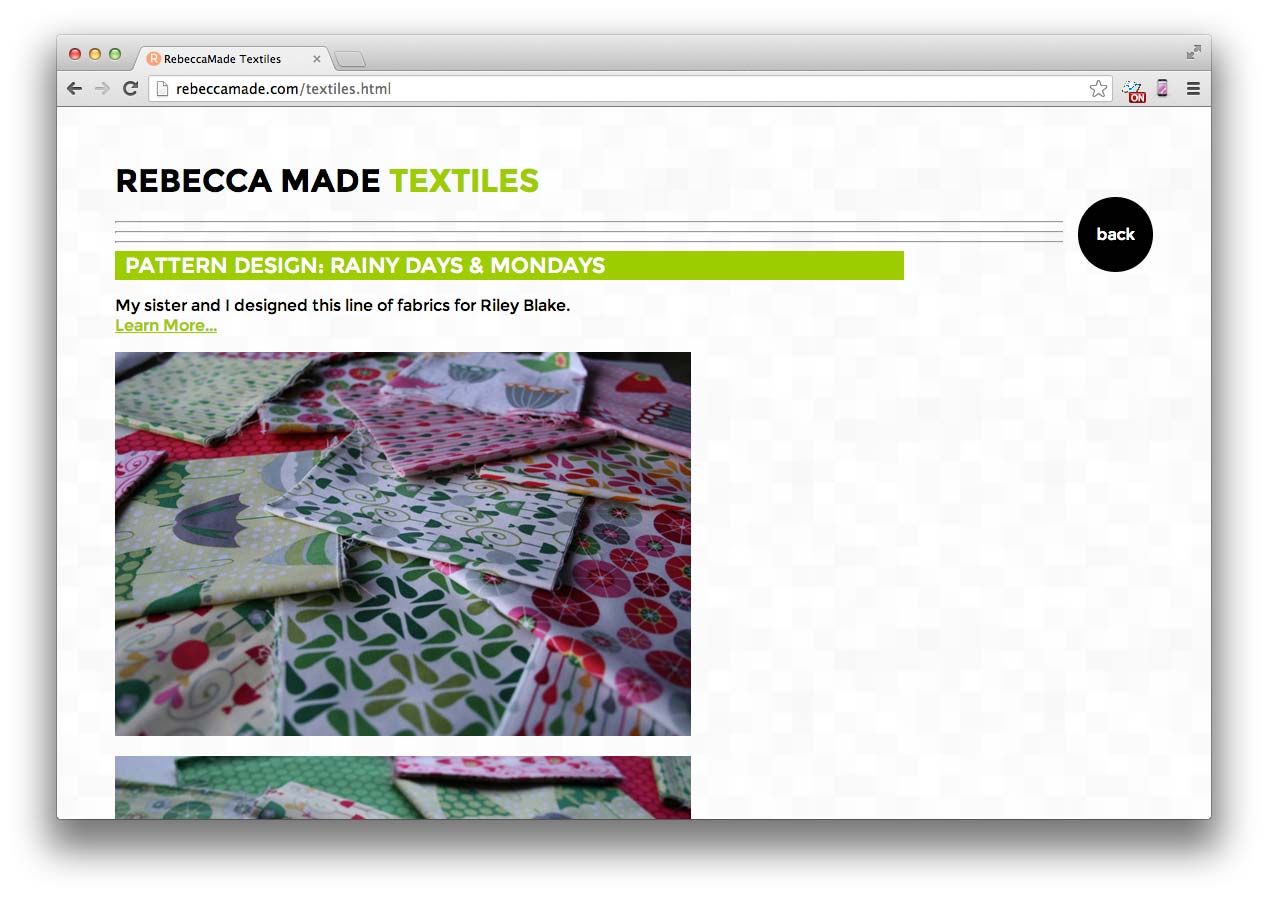 RebeccaMade Textiles
rebeccamade.com/textiles.html
ON
REBECCA MADE TEXTILES
back
PATTERN DESIGN: RAINY DAYS & MONDAYS
My sister and I designed this line of fabrics for Riley Blake.
Learn More...